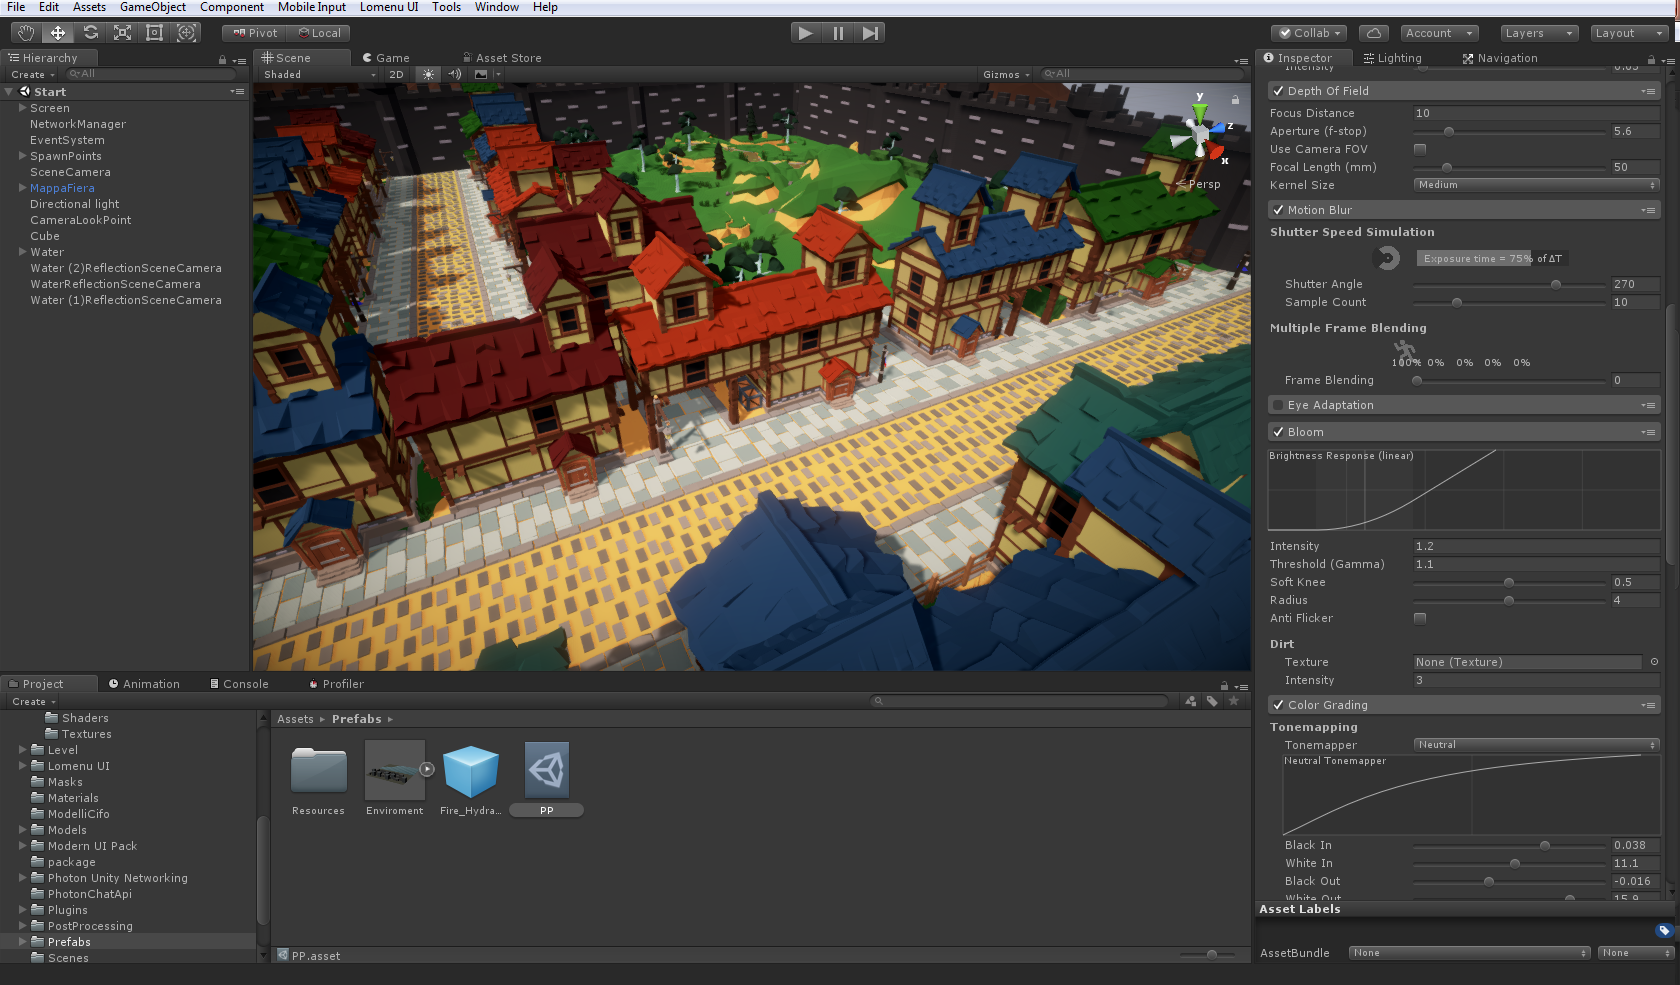 File Edit Assets GameObject Component Mobile Input Lomenu UI Tools Window Help
Pivot Local Collab Account Layers Layout
Hierarchy
Create All
Start
Screen
NetworkManager
EventSystem
SpawnPoints
SceneCamera
MappaFiera
Directional light
CameraLookPoint
Cube
Water
Water (2)ReflectionSceneCamera
WaterReflectionSceneCamera
Water (1)ReflectionSceneCamera
Scene Game Asset Store
Shaded 2D Gizmos All
y
z
x
Persp
Inspector Lighting Navigation
Intensity 0.03
Depth Of Field
Focus Distance 10
Aperture (f-stop) 5.6
Use Camera FOV
Focal Length (mm) 50
Kernel Size Medium
Motion Blur
Shutter Speed Simulation
Exposure time = 75% of ΔT
Shutter Angle 270
Sample Count 10
Multiple Frame Blending
100% 0% 0% 0% 0%
Frame Blending 0
Eye Adaptation
Bloom
Brightness Response (linear)
Intensity 1.2
Threshold (Gamma) 1.1
Soft Knee 0.5
Radius 4
Anti Flicker
Dirt
Texture None (Texture)
Intensity 3
Color Grading
Tonemapping
Tonemapper Neutral
Neutral Tonemapper
Black In 0.038
White In 11.1
Black Out -0.016
White Out 15.9
Asset Labels
AssetBundle None None
Project Animation Console Profiler
Create
Shaders
Textures
Level
Lomenu UI
Masks
Materials
ModelliCifo
Models
Modern UI Pack
package
Photon Unity Networking
PhotonChatApi
Plugins
PostProcessing
Prefabs
Scenes
Assets Prefabs
Resources Enviroment Fire_Hydra... PP
PP.asset